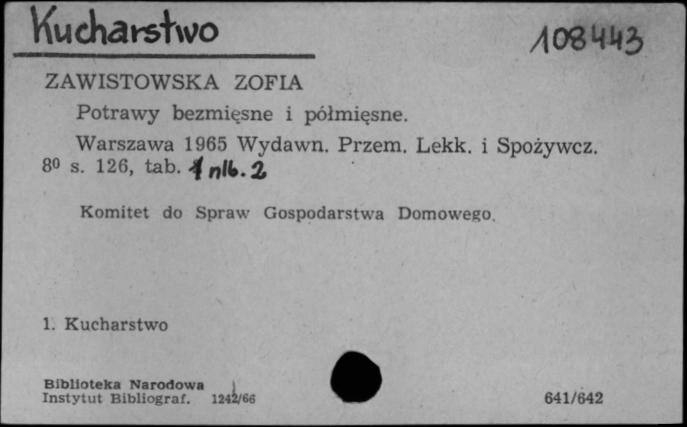 Kucharstwo
108443
ZAWISTOWSKA ZOFIA
Potrawy bezmięsne i półmięsne.
Warszawa 1965 Wydawn. Przem. Lekk. i Spożywcz.
8⁰ s. 126, tab. 1 nlb. 2
Komitet do Spraw Gospodarstwa Domowego.
1. Kucharstwo
Biblioteka Narodowa
Instytut Bibliograf. 1242/66
641/642